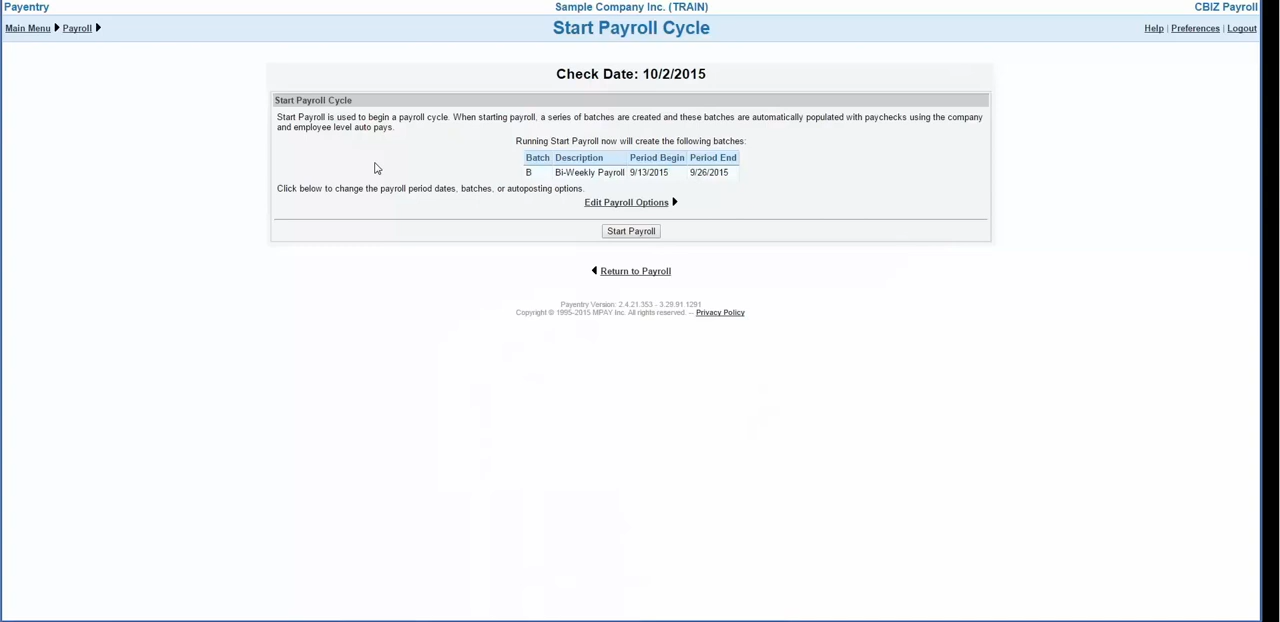 Payentry Sample Company Inc. (TRAIN) CBIZ Payroll
Main Menu Payroll Start Payroll Cycle Help | Preferences | Logout
Check Date: 10/2/2015
Start Payroll Cycle
Start Payroll is used to begin a payroll cycle. When starting payroll, a series of batches are created and these batches are automatically populated with paychecks using the company
and employee level auto pays.
Running Start Payroll now will create the following batches:
Batch Description Period Begin Period End
B Bi-Weekly Payroll 9/13/2015 9/26/2015
Click below to change the payroll period dates, batches, or autoposting options.
Edit Payroll Options
Start Payroll
Return to Payroll
Payentry Version: 2.4.21.353 - 3.29.91.1291
Copyright © 1995-2015 MPAY Inc. All rights reserved. -- Privacy Policy